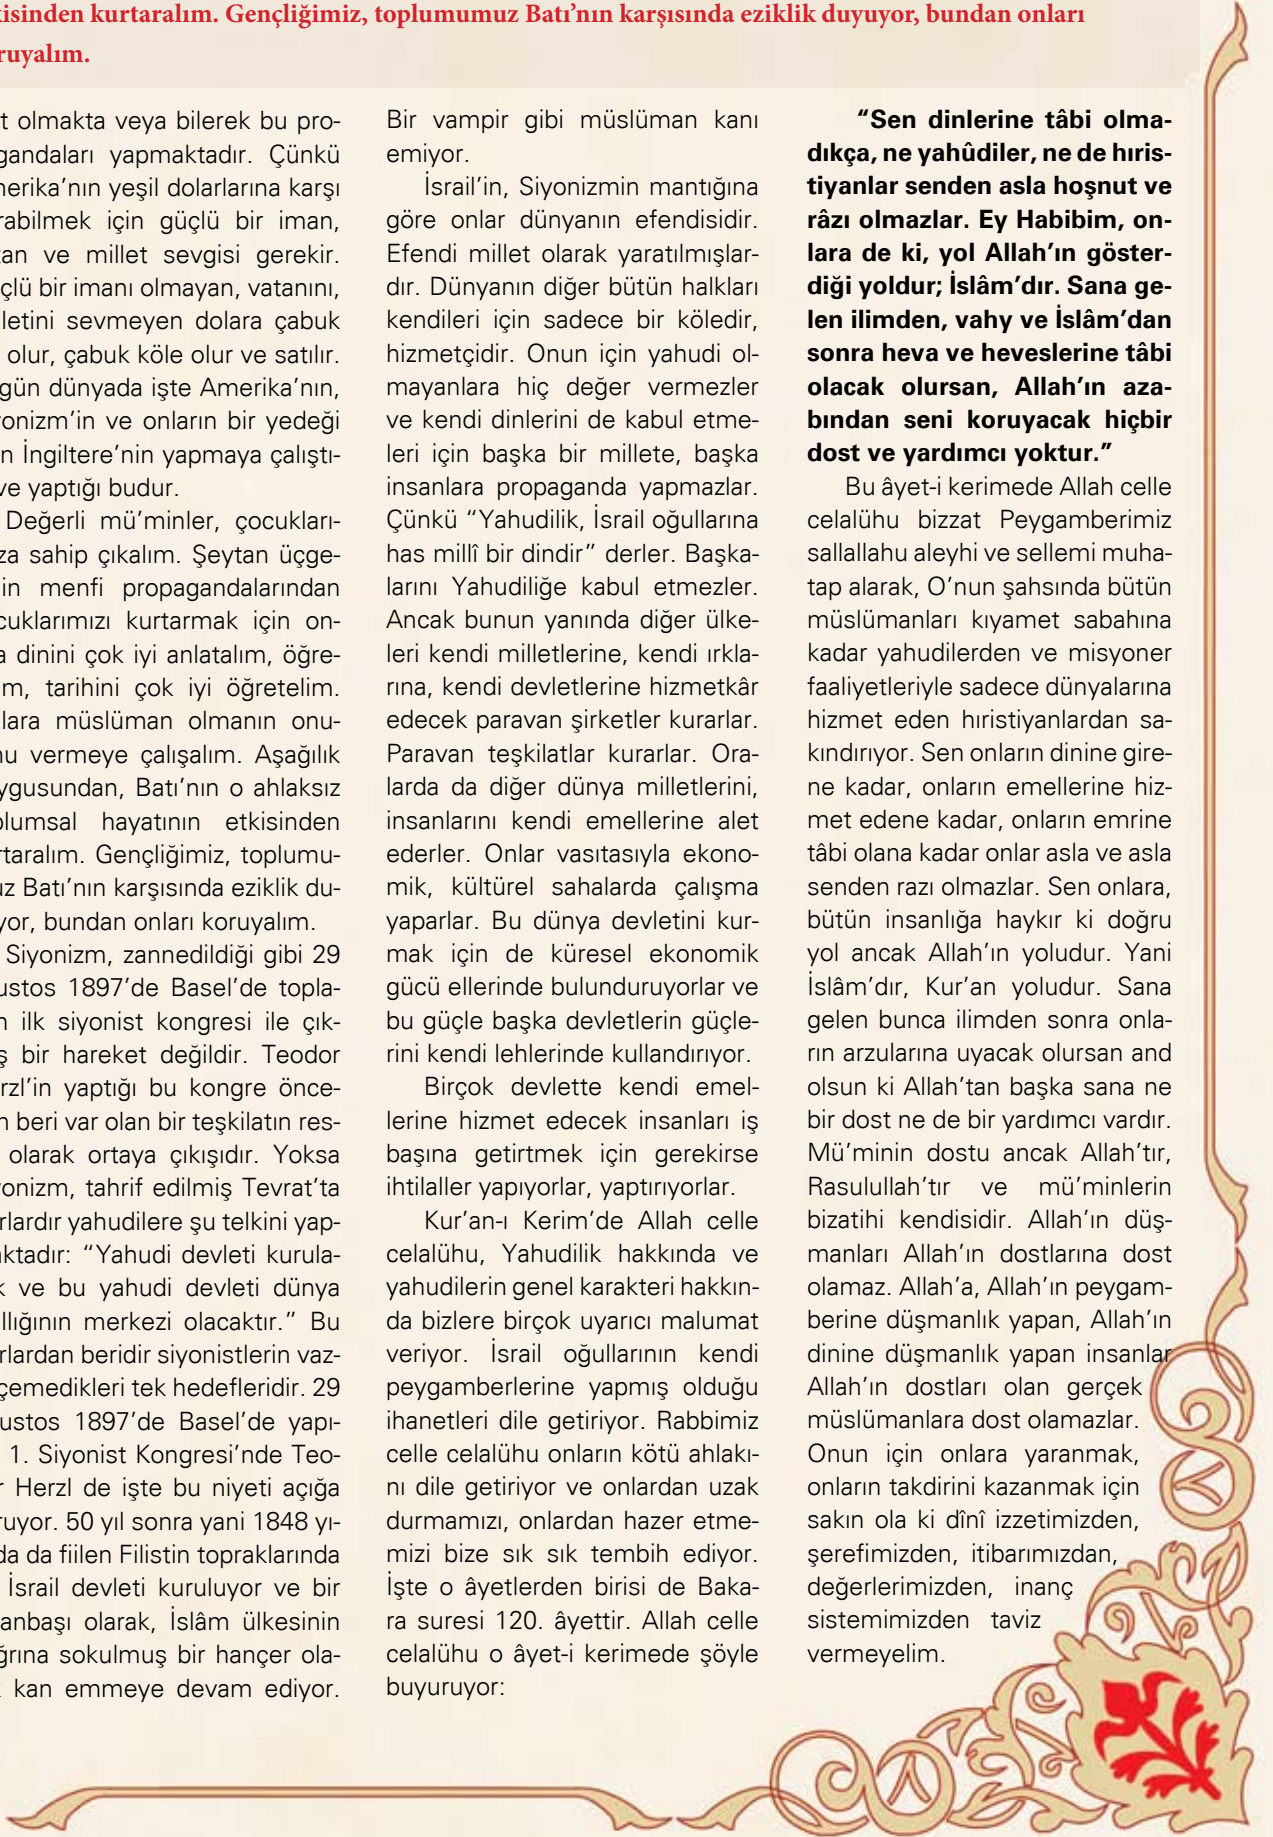 kisinden kurtaralım. Gençliğimiz, toplumumuz Batı’nın karşısında eziklik duyuyor, bundan onları
ruyalım.
t olmakta veya bilerek bu pro-
gandaları yapmaktadır. Çünkü
merika’nın yeşil dolarlarına karşı
rabilmek için güçlü bir iman,
tan ve millet sevgisi gerekir.
çlü bir imanı olmayan, vatanını,
letini sevmeyen dolara çabuk
olur, çabuk köle olur ve satılır.
gün dünyada işte Amerika’nın,
yonizm’in ve onların bir yedeği
n İngiltere’nin yapmaya çalıştı-
ve yaptığı budur.
Değerli mü’minler, çocukları-
za sahip çıkalım. Şeytan üçge-
in menfi propagandalarından
cuklarımızı kurtarmak için on-
a dinini çok iyi anlatalım, öğre-
im, tarihini çok iyi öğretelim.
lara müslüman olmanın onu-
nu vermeye çalışalım. Aşağılık
ygusundan, Batı’nın o ahlaksız
plumsal hayatının etkisinden
rtaralım. Gençliğimiz, toplumu-
uz Batı’nın karşısında eziklik du-
yor, bundan onları koruyalım.
Siyonizm, zannedildiği gibi 29
ustos 1897’de Basel’de topla-
n ilk siyonist kongresi ile çık-
ş bir hareket değildir. Teodor
rzl’in yaptığı bu kongre önce-
n beri var olan bir teşkilatın res-
olarak ortaya çıkışıdır. Yoksa
yonizm, tahrif edilmiş Tevrat’ta
rlardır yahudilere şu telkini yap-
aktadır: “Yahudi devleti kurula-
k ve bu yahudi devleti dünya
llığının merkezi olacaktır.” Bu
rlardan beridir siyonistlerin vaz-
çemedikleri tek hedefleridir. 29
ustos 1897’de Basel’de yapı-
1. Siyonist Kongresi’nde Teo-
r Herzl de işte bu niyeti açığa
ruyor. 50 yıl sonra yani 1848 yı-
da da fiilen Filistin topraklarında
İsrail devleti kuruluyor ve bir
anbaşı olarak, İslâm ülkesinin
ğrına sokulmuş bir hançer ola-
k kan emmeye devam ediyor.
Bir vampir gibi müslüman kanı
emiyor.
İsrail’in, Siyonizmin mantığına
göre onlar dünyanın efendisidir.
Efendi millet olarak yaratılmışlar-
dır. Dünyanın diğer bütün halkları
kendileri için sadece bir köledir,
hizmetçidir. Onun için yahudi ol-
mayanlara hiç değer vermezler
ve kendi dinlerini de kabul etme-
leri için başka bir millete, başka
insanlara propaganda yapmazlar.
Çünkü “Yahudilik, İsrail oğullarına
has millî bir dindir” derler. Başka-
larını Yahudiliğe kabul etmezler.
Ancak bunun yanında diğer ülke-
leri kendi milletlerine, kendi ırkla-
rına, kendi devletlerine hizmetkâr
edecek paravan şirketler kurarlar.
Paravan teşkilatlar kurarlar. Ora-
larda da diğer dünya milletlerini,
insanlarını kendi emellerine alet
ederler. Onlar vasıtasıyla ekono-
mik, kültürel sahalarda çalışma
yaparlar. Bu dünya devletini kur-
mak için de küresel ekonomik
gücü ellerinde bulunduruyorlar ve
bu güçle başka devletlerin güçle-
rini kendi lehlerinde kullandırıyor.
Birçok devlette kendi emel-
lerine hizmet edecek insanları iş
başına getirtmek için gerekirse
ihtilaller yapıyorlar, yaptırıyorlar.
Kur’an-ı Kerim’de Allah celle
celalühu, Yahudilik hakkında ve
yahudilerin genel karakteri hakkın-
da bizlere birçok uyarıcı malumat
veriyor. İsrail oğullarının kendi
peygamberlerine yapmış olduğu
ihanetleri dile getiriyor. Rabbimiz
celle celalühu onların kötü ahlakı-
nı dile getiriyor ve onlardan uzak
durmamızı, onlardan hazer etme-
mizi bize sık sık tembih ediyor.
İşte o âyetlerden birisi de Baka-
ra suresi 120. âyettir. Allah celle
celalühu o âyet-i kerimede şöyle
buyuruyor:
“Sen dinlerine tâbi olma-
dıkça, ne yahûdiler, ne de hıris-
tiyanlar senden asla hoşnut ve
râzı olmazlar. Ey Habibim, on-
lara de ki, yol Allah’ın göster-
diği yoldur; İslâm’dır. Sana ge-
len ilimden, vahy ve İslâm’dan
sonra heva ve heveslerine tâbi
olacak olursan, Allah’ın aza-
bından seni koruyacak hiçbir
dost ve yardımcı yoktur.”
Bu âyet-i kerimede Allah celle
celalühu bizzat Peygamberimiz
sallallahu aleyhi ve sellemi muha-
tap alarak, O’nun şahsında bütün
müslümanları kıyamet sabahına
kadar yahudilerden ve misyoner
faaliyetleriyle sadece dünyalarına
hizmet eden hıristiyanlardan sa-
kındırıyor. Sen onların dinine gire-
ne kadar, onların emellerine hiz-
met edene kadar, onların emrine
tâbi olana kadar onlar asla ve asla
senden razı olmazlar. Sen onlara,
bütün insanlığa haykır ki doğru
yol ancak Allah’ın yoludur. Yani
İslâm’dır, Kur’an yoludur. Sana
gelen bunca ilimden sonra onla-
rın arzularına uyacak olursan and
olsun ki Allah’tan başka sana ne
bir dost ne de bir yardımcı vardır.
Mü’minin dostu ancak Allah’tır,
Rasulullah’tır ve mü’minlerin
bizatihi kendisidir. Allah’ın düş-
manları Allah’ın dostlarına dost
olamaz. Allah’a, Allah’ın peygam-
berine düşmanlık yapan, Allah’ın
dinine düşmanlık yapan insanlar
Allah’ın dostları olan gerçek
müslümanlara dost olamazlar.
Onun için onlara yaranmak,
onların takdirini kazanmak için
sakın ola ki dînî izzetimizden,
şerefimizden, itibarımızdan,
değerlerimizden, inanç
sistemimizden taviz
vermeyelim.